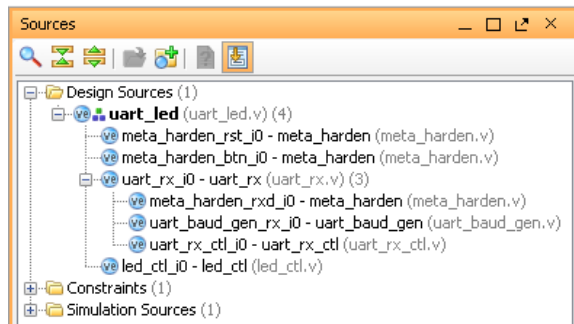 Sources
Design Sources (1)
uart_led (uart_led.v) (4)
meta_harden_rst_i0 - meta_harden (meta_harden.v)
meta_harden_btn_i0 - meta_harden (meta_harden.v)
uart_rx_i0 - uart_rx (uart_rx.v) (3)
meta_harden_rxd_i0 - meta_harden (meta_harden.v)
uart_baud_gen_rx_i0 - uart_baud_gen (uart_baud_gen.v)
uart_rx_ctl_i0 - uart_rx_ctl (uart_rx_ctl.v)
led_ctl_i0 - led_ctl (led_ctl.v)
Constraints (1)
Simulation Sources (1)